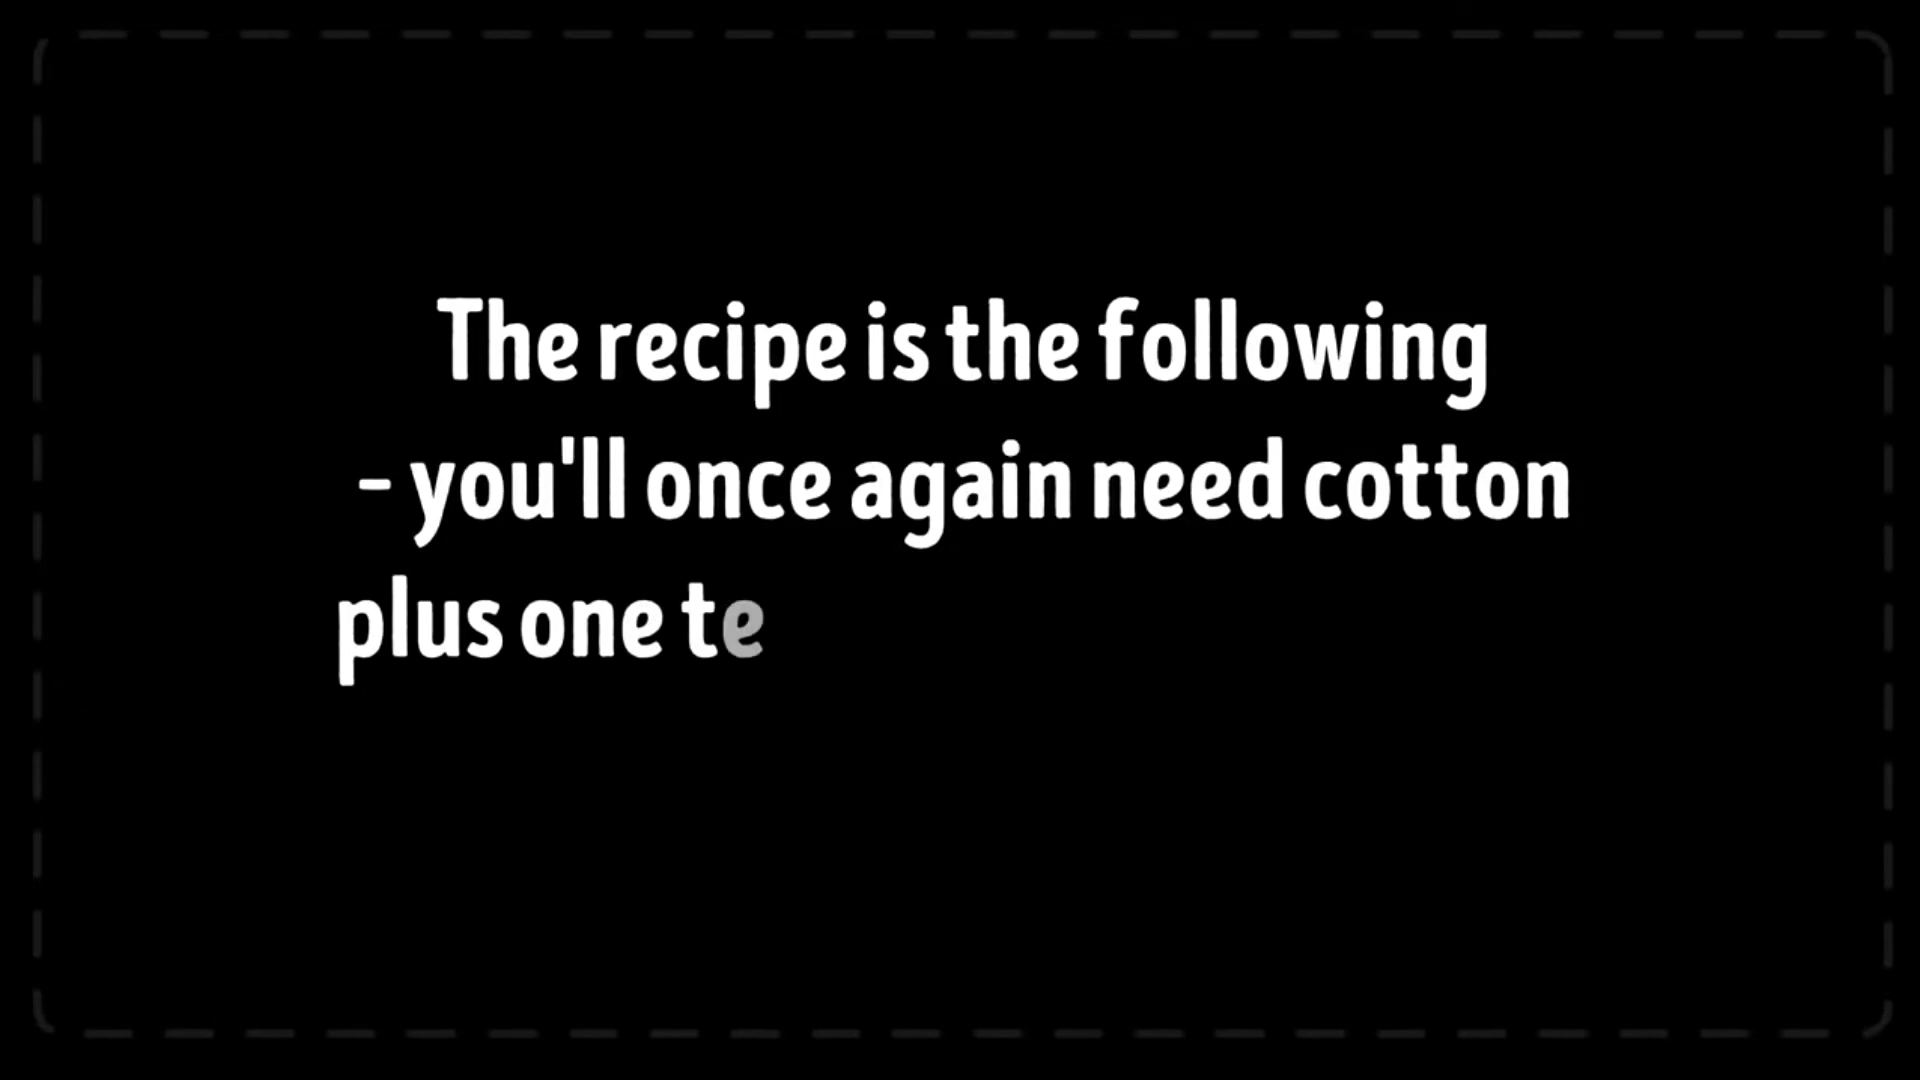 The recipe is the following
- you'll once again need cotton
plus one te